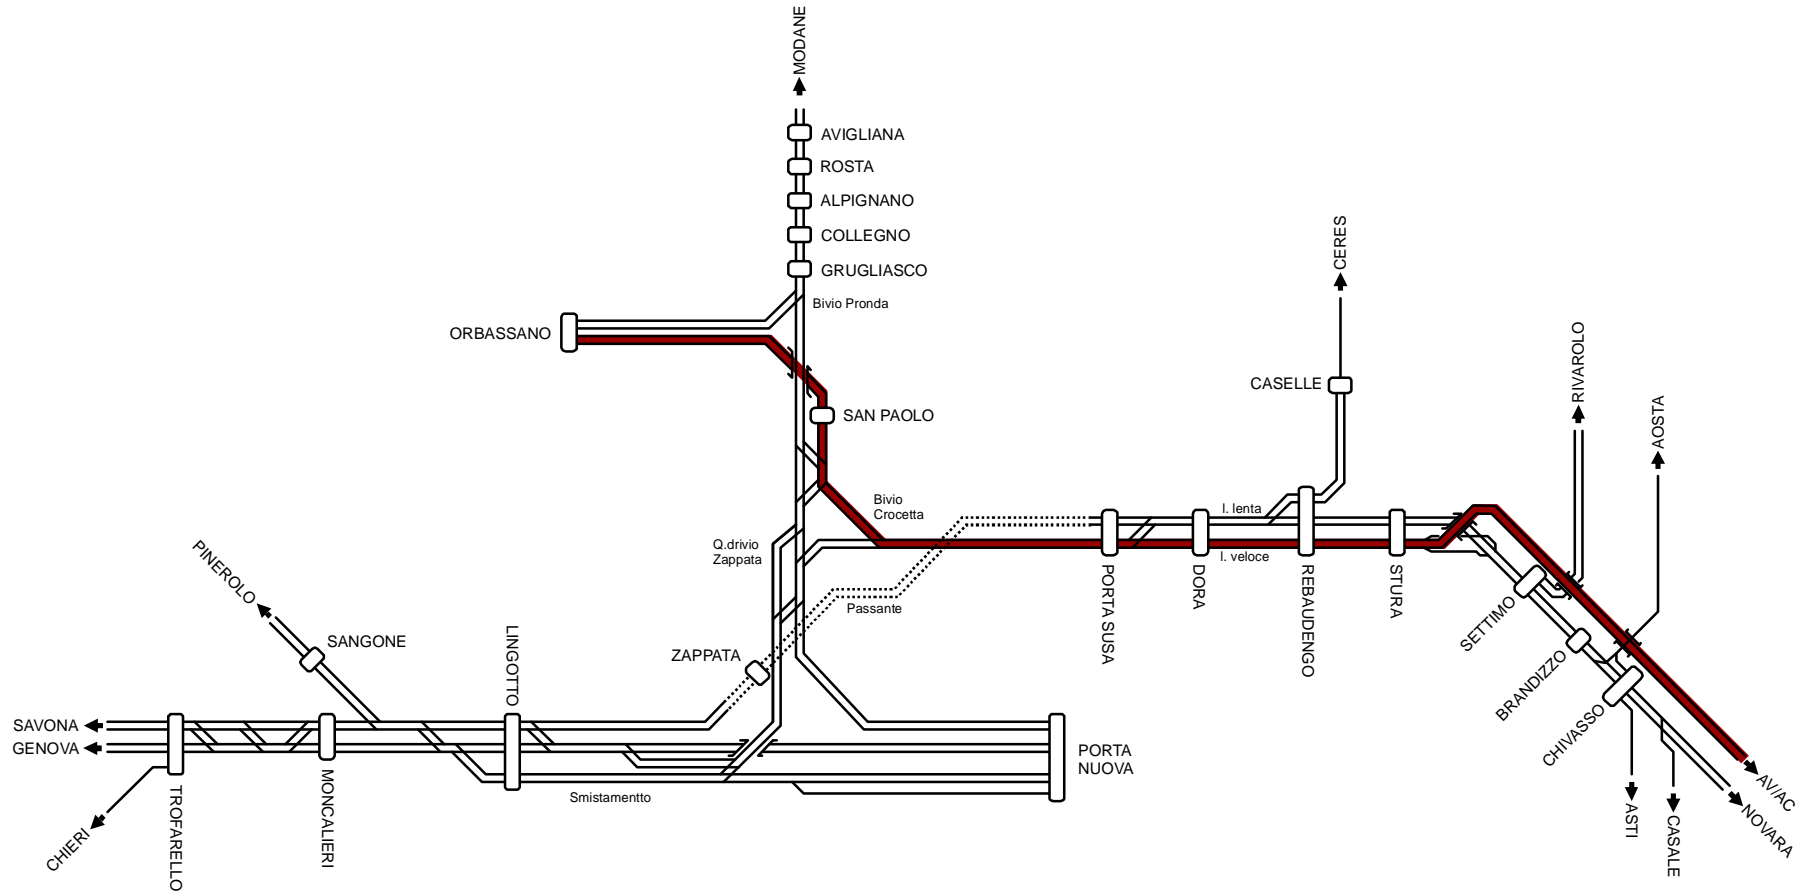 MODANE
AVIGLIANA
ROSTA
ALPIGNANO
COLLEGNO
GRUGLIASCO
Bivio Pronda
ORBASSANO
SAN PAOLO
CERES
CASELLE
RIVAROLO
AOSTA
Bivio
Crocetta
l. lenta
l. veloce
Q.drivio
Zappata
Passante
PORTA SUSA
DORA
REBAUDENGO
STURA
SETTIMO
BRANDIZZO
CHIVASSO
PINEROLO
SANGONE
LINGOTTO
ZAPPATA
SAVONA
GENOVA
CHIERI
TROFARELLO
MONCALIERI
Smistamentto
PORTA
NUOVA
ASTI
CASALE
NOVARA
AV/AC